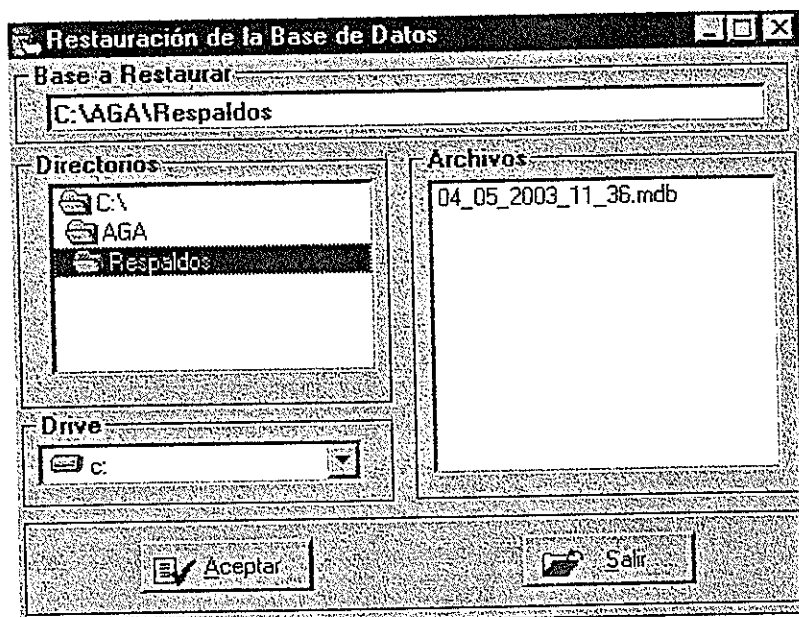 Restauración de la Base de Datos
Base a Restaurar
C:\AGA\Respaldos
Directorios
C:\
AGA
Respaldos
Archivos
04_05_2003_11_36.mdb
Drive
c:
Aceptar
Salir